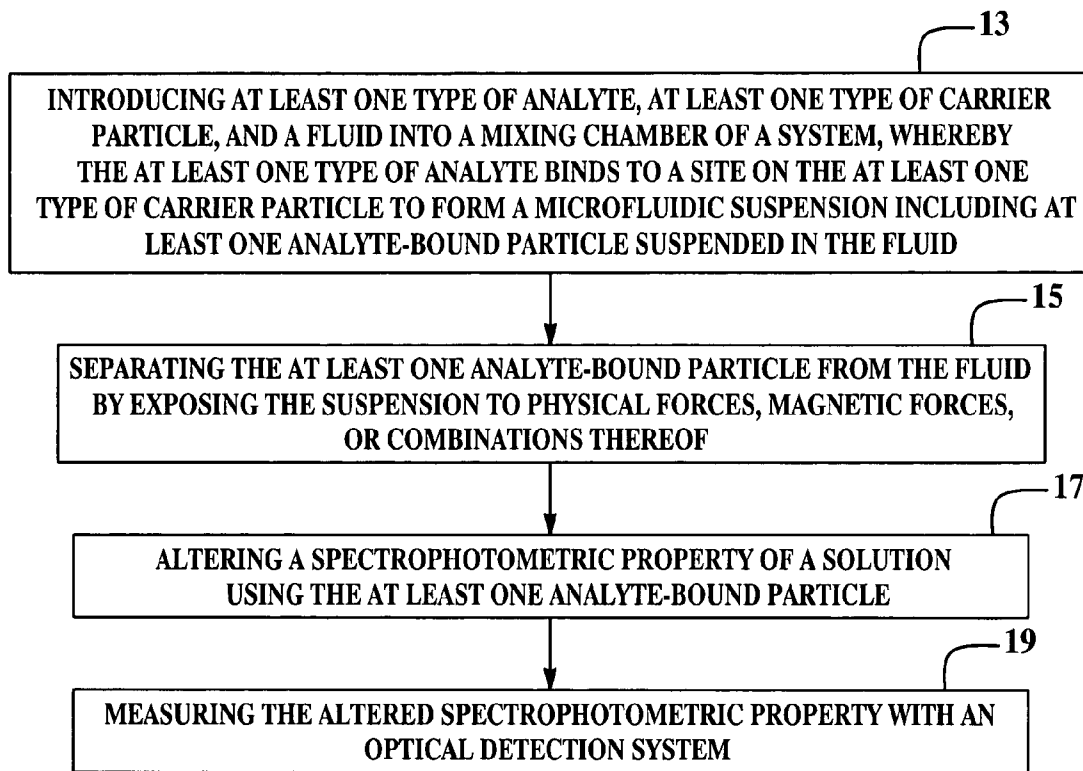 13
INTRODUCING AT LEAST ONE TYPE OF ANALYTE, AT LEAST ONE TYPE OF CARRIER
PARTICLE, AND A FLUID INTO A MIXING CHAMBER OF A SYSTEM, WHEREBY
THE AT LEAST ONE TYPE OF ANALYTE BINDS TO A SITE ON THE AT LEAST ONE
TYPE OF CARRIER PARTICLE TO FORM A MICROFLUIDIC SUSPENSION INCLUDING AT
LEAST ONE ANALYTE-BOUND PARTICLE SUSPENDED IN THE FLUID
15
SEPARATING THE AT LEAST ONE ANALYTE-BOUND PARTICLE FROM THE FLUID
BY EXPOSING THE SUSPENSION TO PHYSICAL FORCES, MAGNETIC FORCES,
OR COMBINATIONS THEREOF
17
ALTERING A SPECTROPHOTOMETRIC PROPERTY OF A SOLUTION
USING THE AT LEAST ONE ANALYTE-BOUND PARTICLE
19
MEASURING THE ALTERED SPECTROPHOTOMETRIC PROPERTY WITH AN
OPTICAL DETECTION SYSTEM